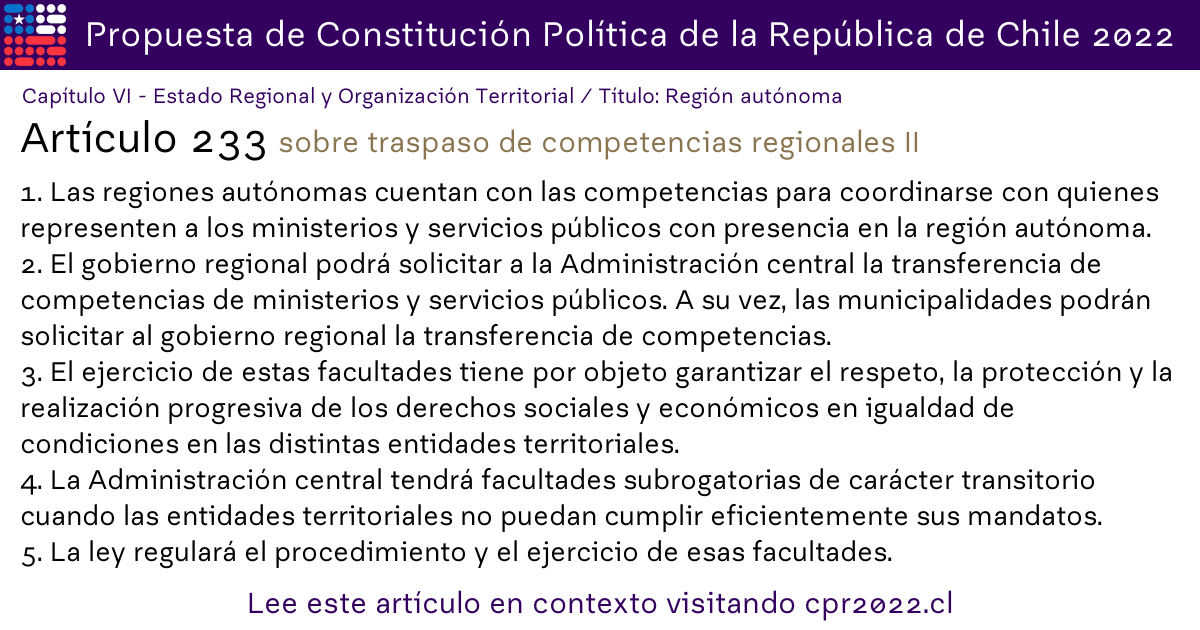 Propuesta de Constitución Política de la República de Chile 2022
Capítulo VI - Estado Regional y Organización Territorial / Título: Región autónoma
Artículo 233 sobre traspaso de competencias regionales II
1. Las regiones autónomas cuentan con las competencias para coordinarse con quienes
representen a los ministerios y servicios públicos con presencia en la región autónoma.
2. El gobierno regional podrá solicitar a la Administración central la transferencia de
competencias de ministerios y servicios públicos. A su vez, las municipalidades podrán
solicitar al gobierno regional la transferencia de competencias.
3. El ejercicio de estas facultades tiene por objeto garantizar el respeto, la protección y la
realización progresiva de los derechos sociales y económicos en igualdad de
condiciones en las distintas entidades territoriales.
4. La Administración central tendrá facultades subrogatorias de carácter transitorio
cuando las entidades territoriales no puedan cumplir eficientemente sus mandatos.
5. La ley regulará el procedimiento y el ejercicio de esas facultades.
Lee este artículo en contexto visitando cpr2022.cl